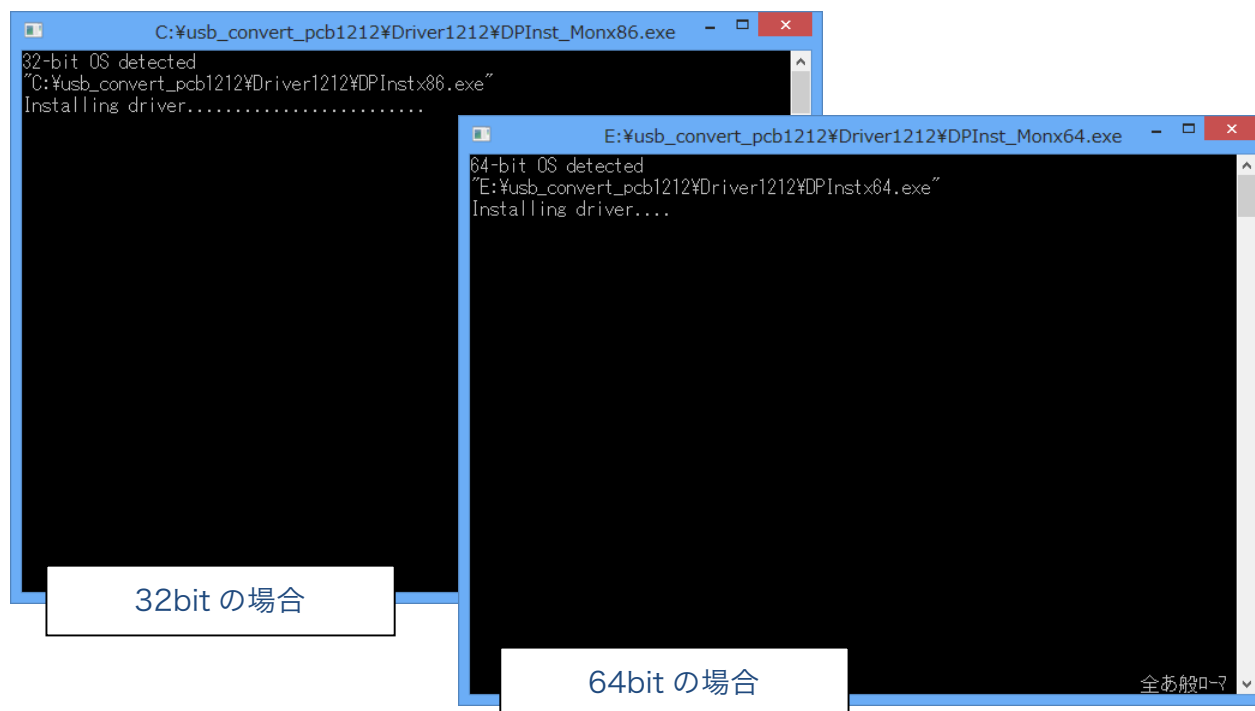 C:¥usb_convert_pcb1212¥Driver1212¥DPInst_Monx86.exe
32-bit OS detected
"C:¥usb_convert_pcb1212¥Driver1212¥DPInstx86.exe"
Installing driver.........................
32bit の場合
E:¥usb_convert_pcb1212¥Driver1212¥DPInst_Monx64.exe
64-bit OS detected
"E:¥usb_convert_pcb1212¥Driver1212¥DPInstx64.exe"
Installing driver....
全あ般ﾛｰﾏ
64bit の場合